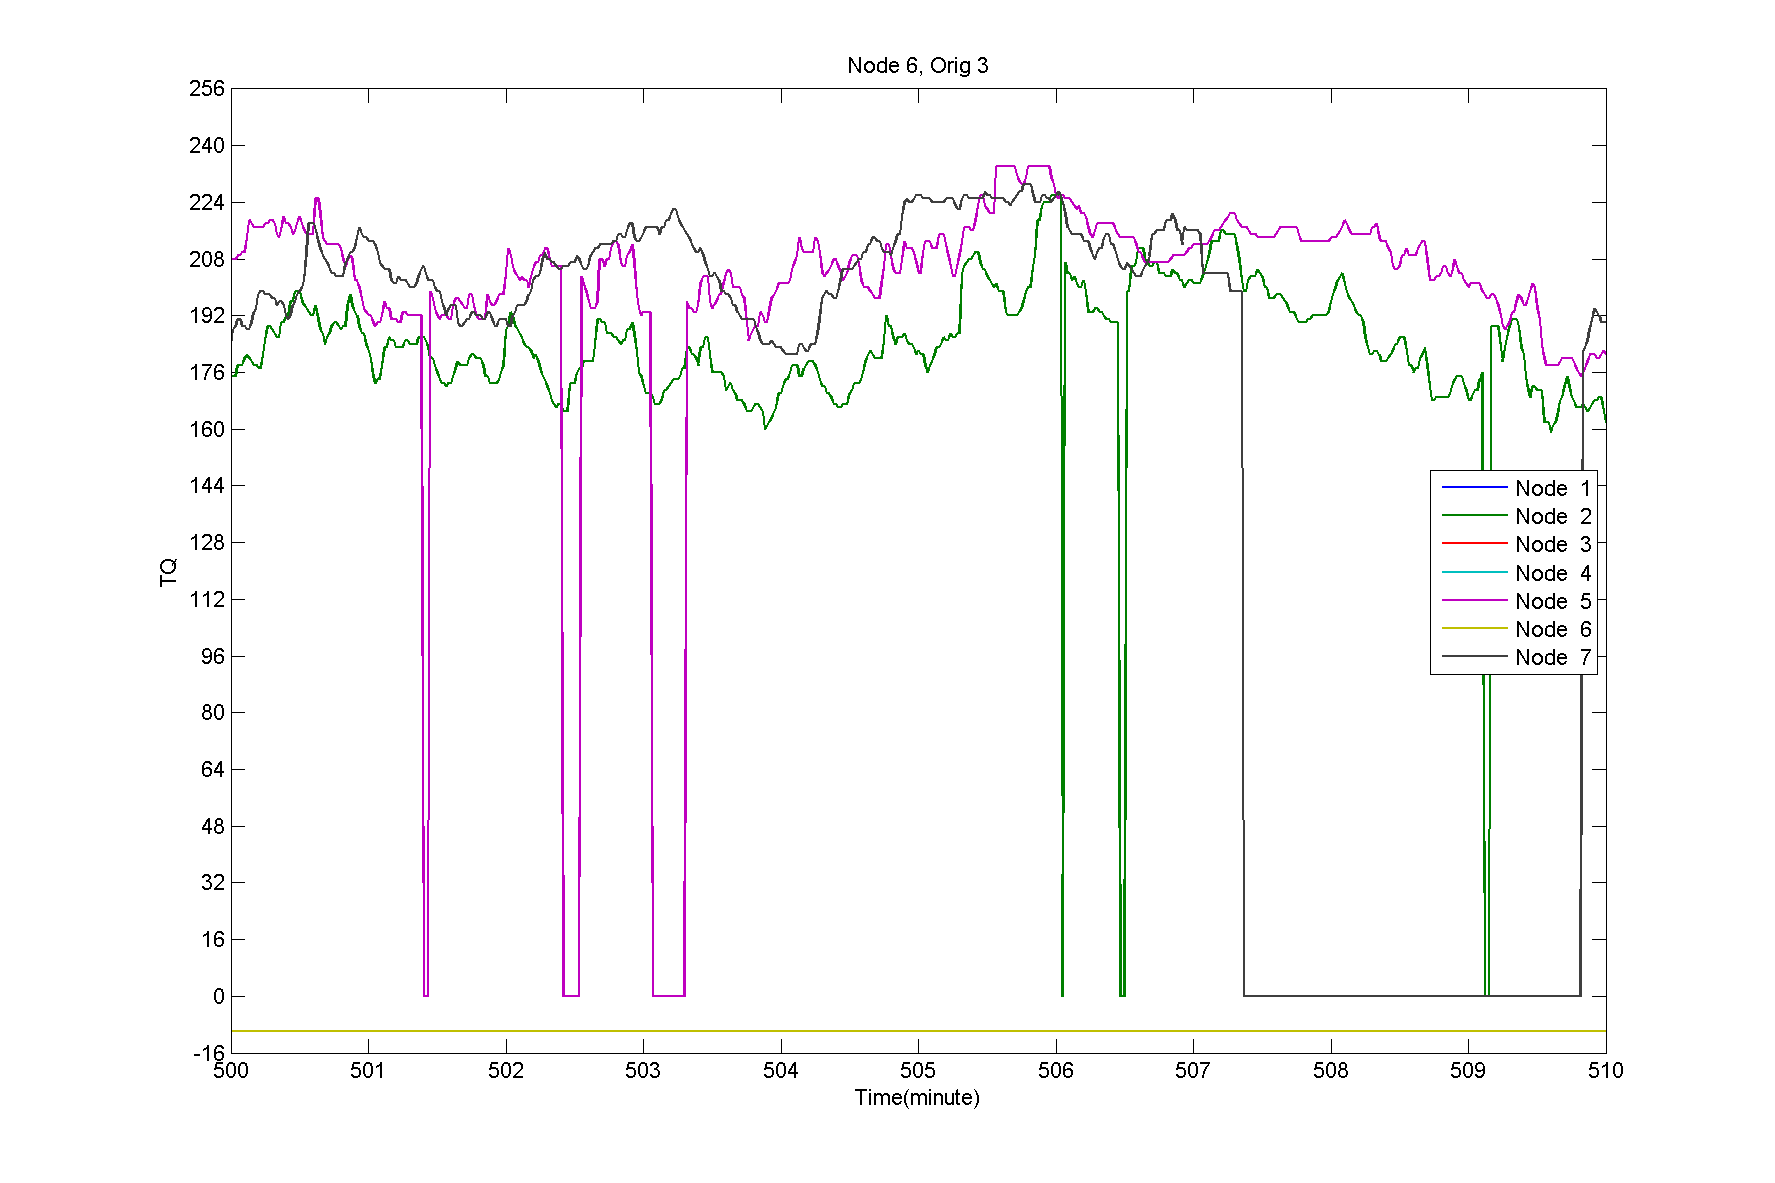 Node 6, Orig 3
256
240
224
208
192
176
160
144
128
112
96
80
64
48
32
16
0
-16
TQ
Node 1
Node 2
Node 3
Node 4
Node 5
Node 6
Node 7
500 501 502 503 504 505 506 507 508 509 510
Time(minute)